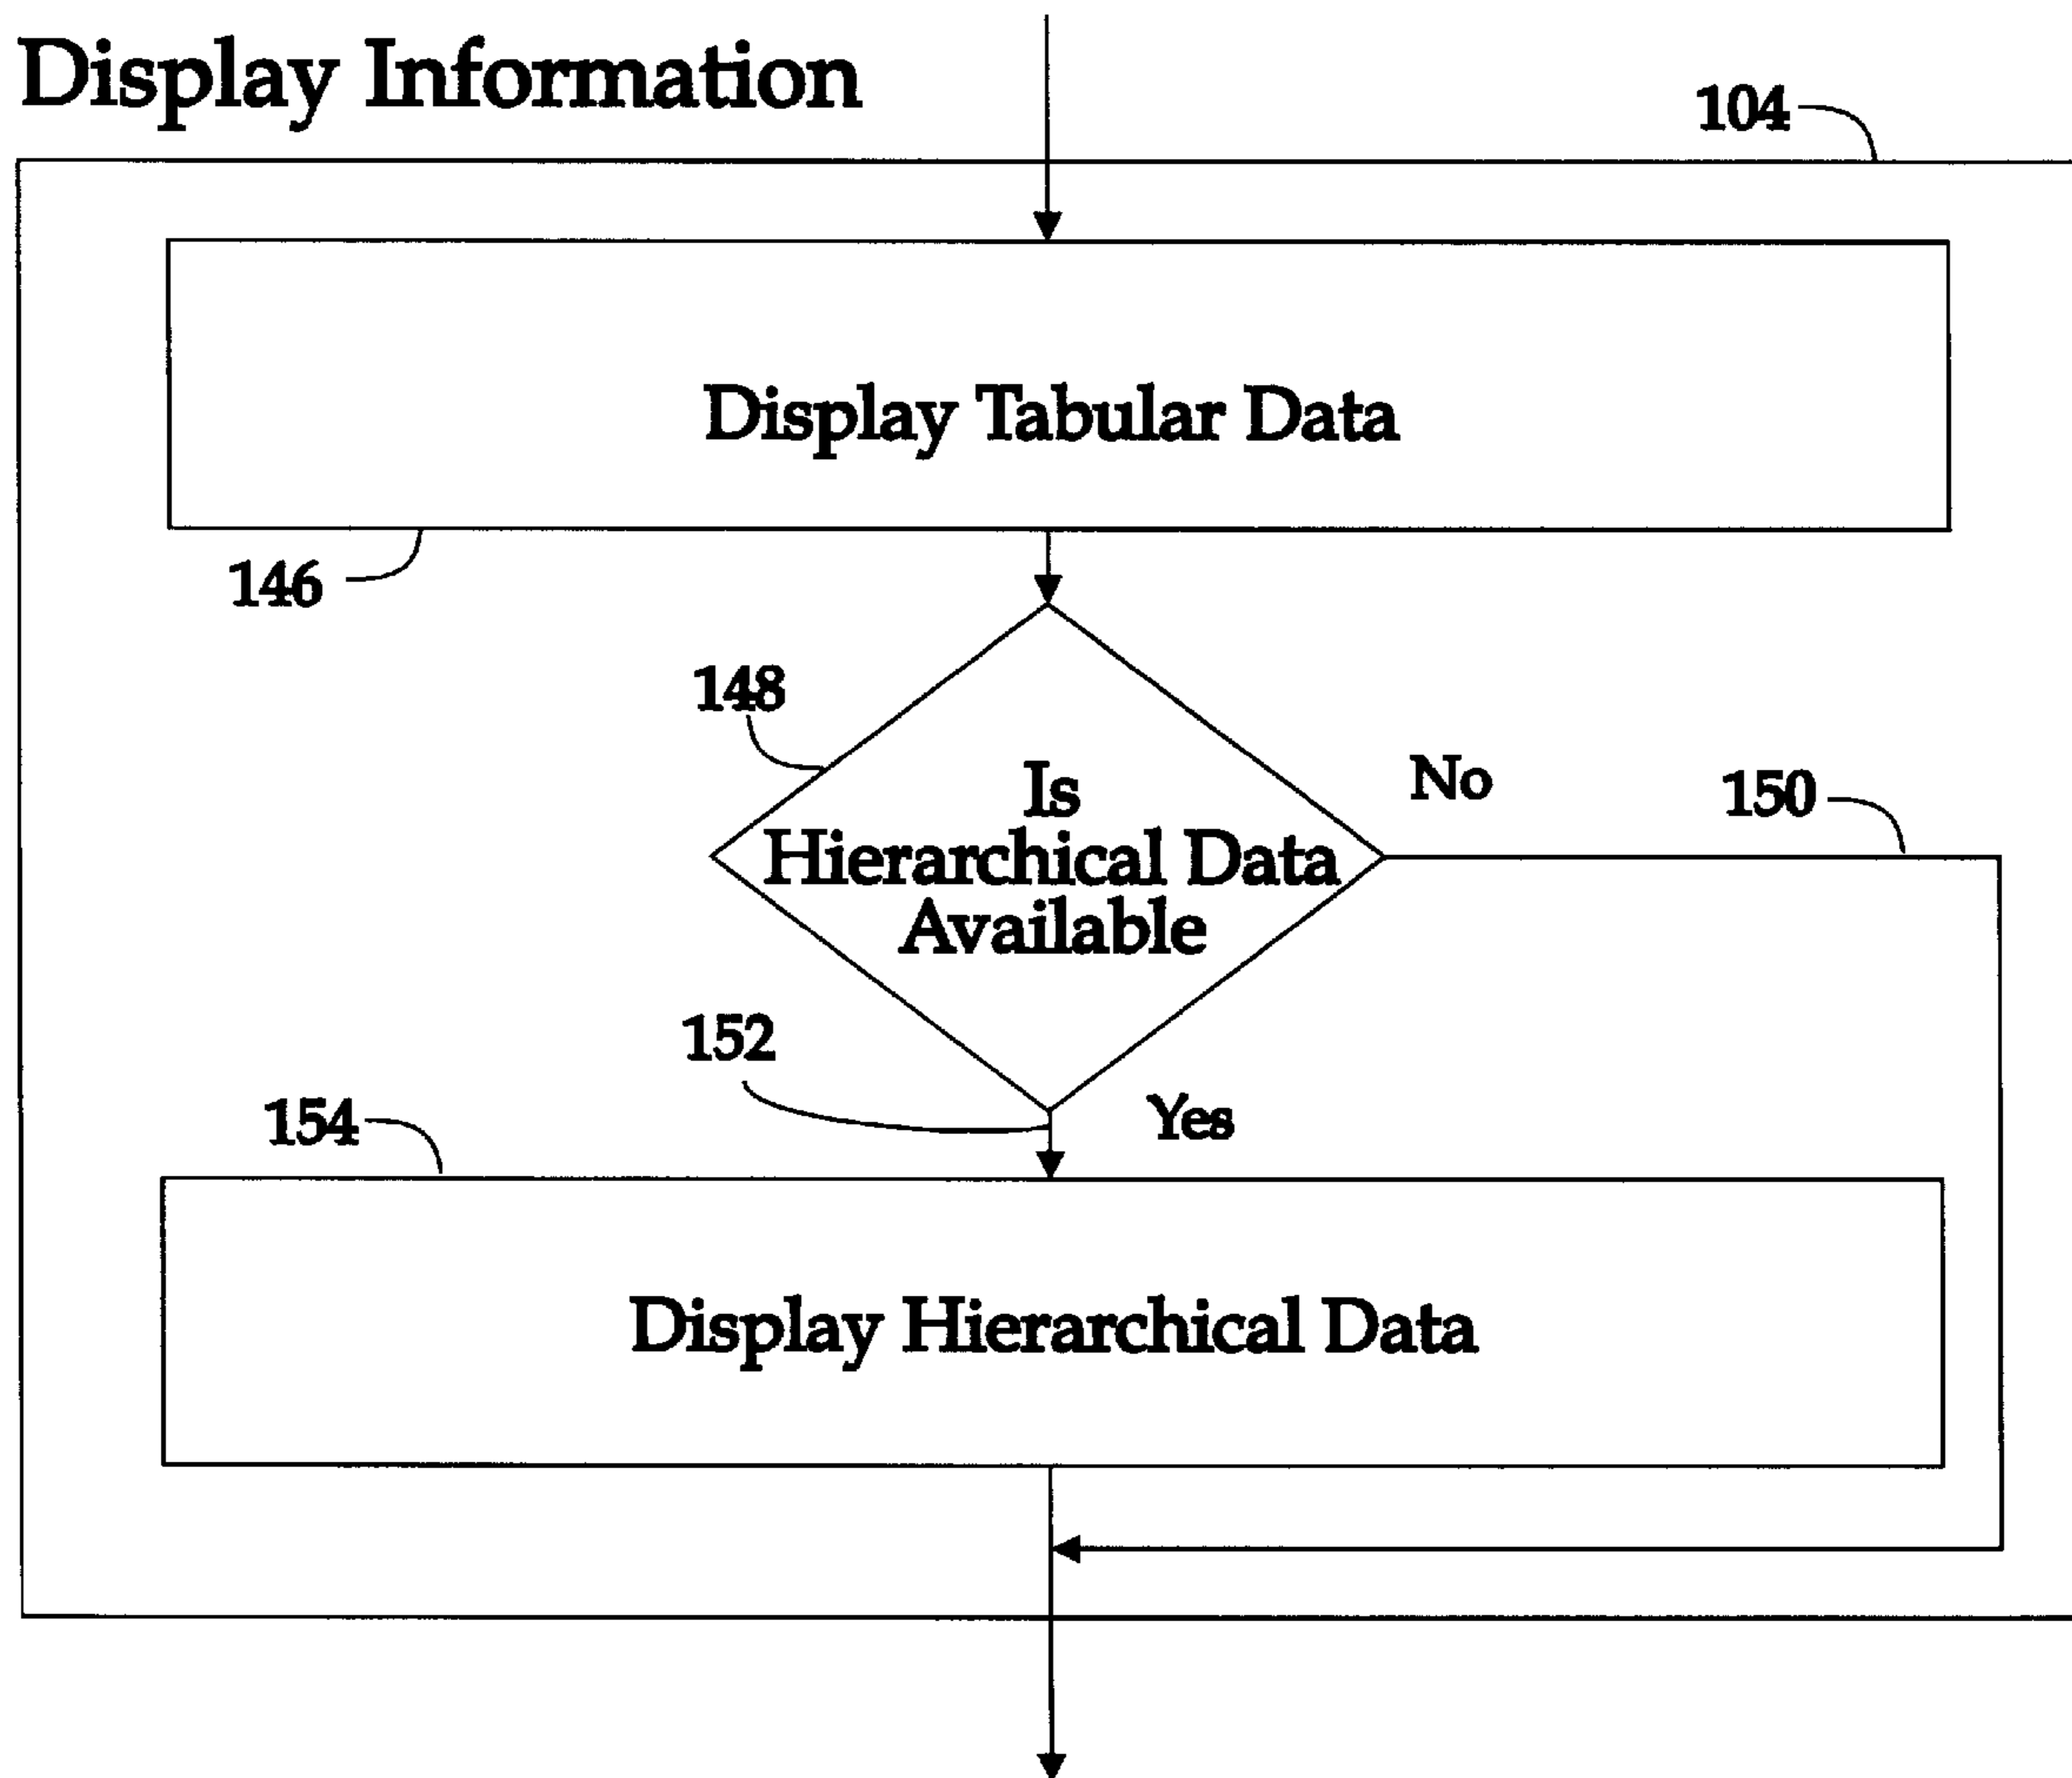 Display Information
104
Display Tabular Data
146
148
Is
Hierarchical Data
Available
No
150
152
Yes
154
Display Hierarchical Data